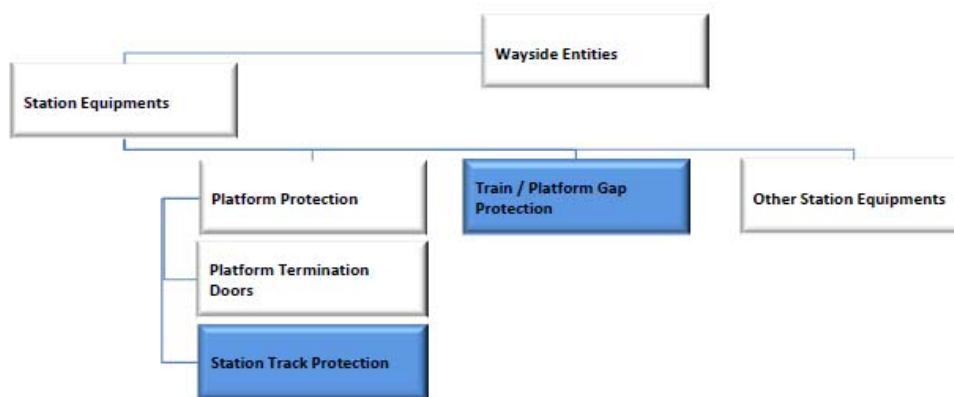 Wayside Entities
Station Equipments
Platform Protection
Train / Platform Gap
Protection
Other Station Equipments
Platform Termination
Doors
Station Track Protection